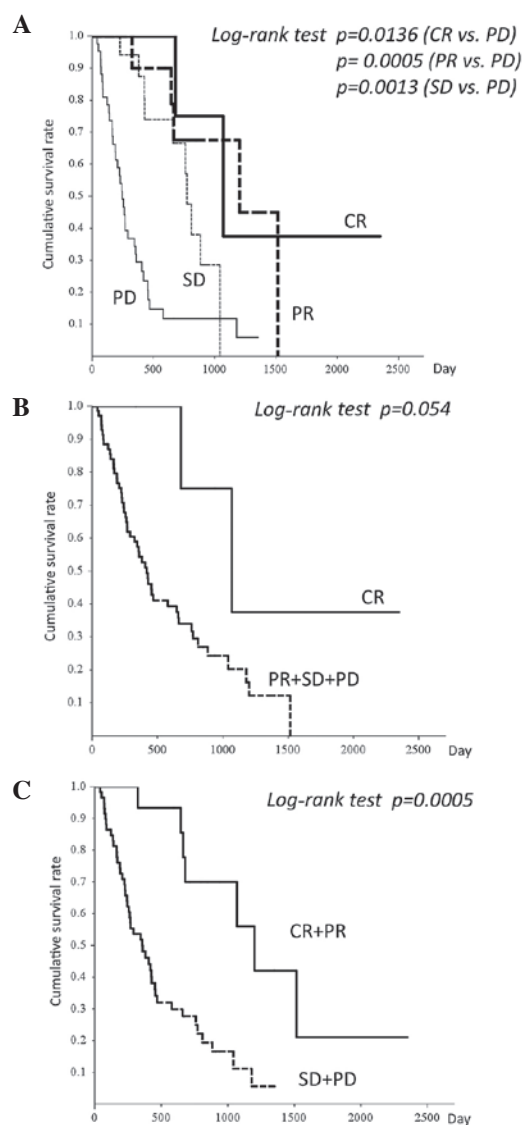 A
Log-rank test p=0.0136 (CR vs. PD)
p= 0.0005 (PR vs. PD)
p=0.0013 (SD vs. PD)
Cumulative survival rate
1.0
0.9
0.8
0.7
0.6
0.5
0.4
0.3
0.2
0.1
CR
SD
PD
PR
0 500 1000 1500 2000 2500 Day
B
Log-rank test p=0.054
Cumulative survival rate
1.0
0.9
0.8
0.7
0.6
0.5
0.4
0.3
0.2
0.1
CR
PR+SD+PD
0 500 1000 1500 2000 2500 Day
C
Log-rank test p=0.0005
Cumulative survival rate
1.0
0.9
0.8
0.7
0.6
0.5
0.4
0.3
0.2
0.1
CR+PR
SD+PD
0 500 1000 1500 2000 2500 Day